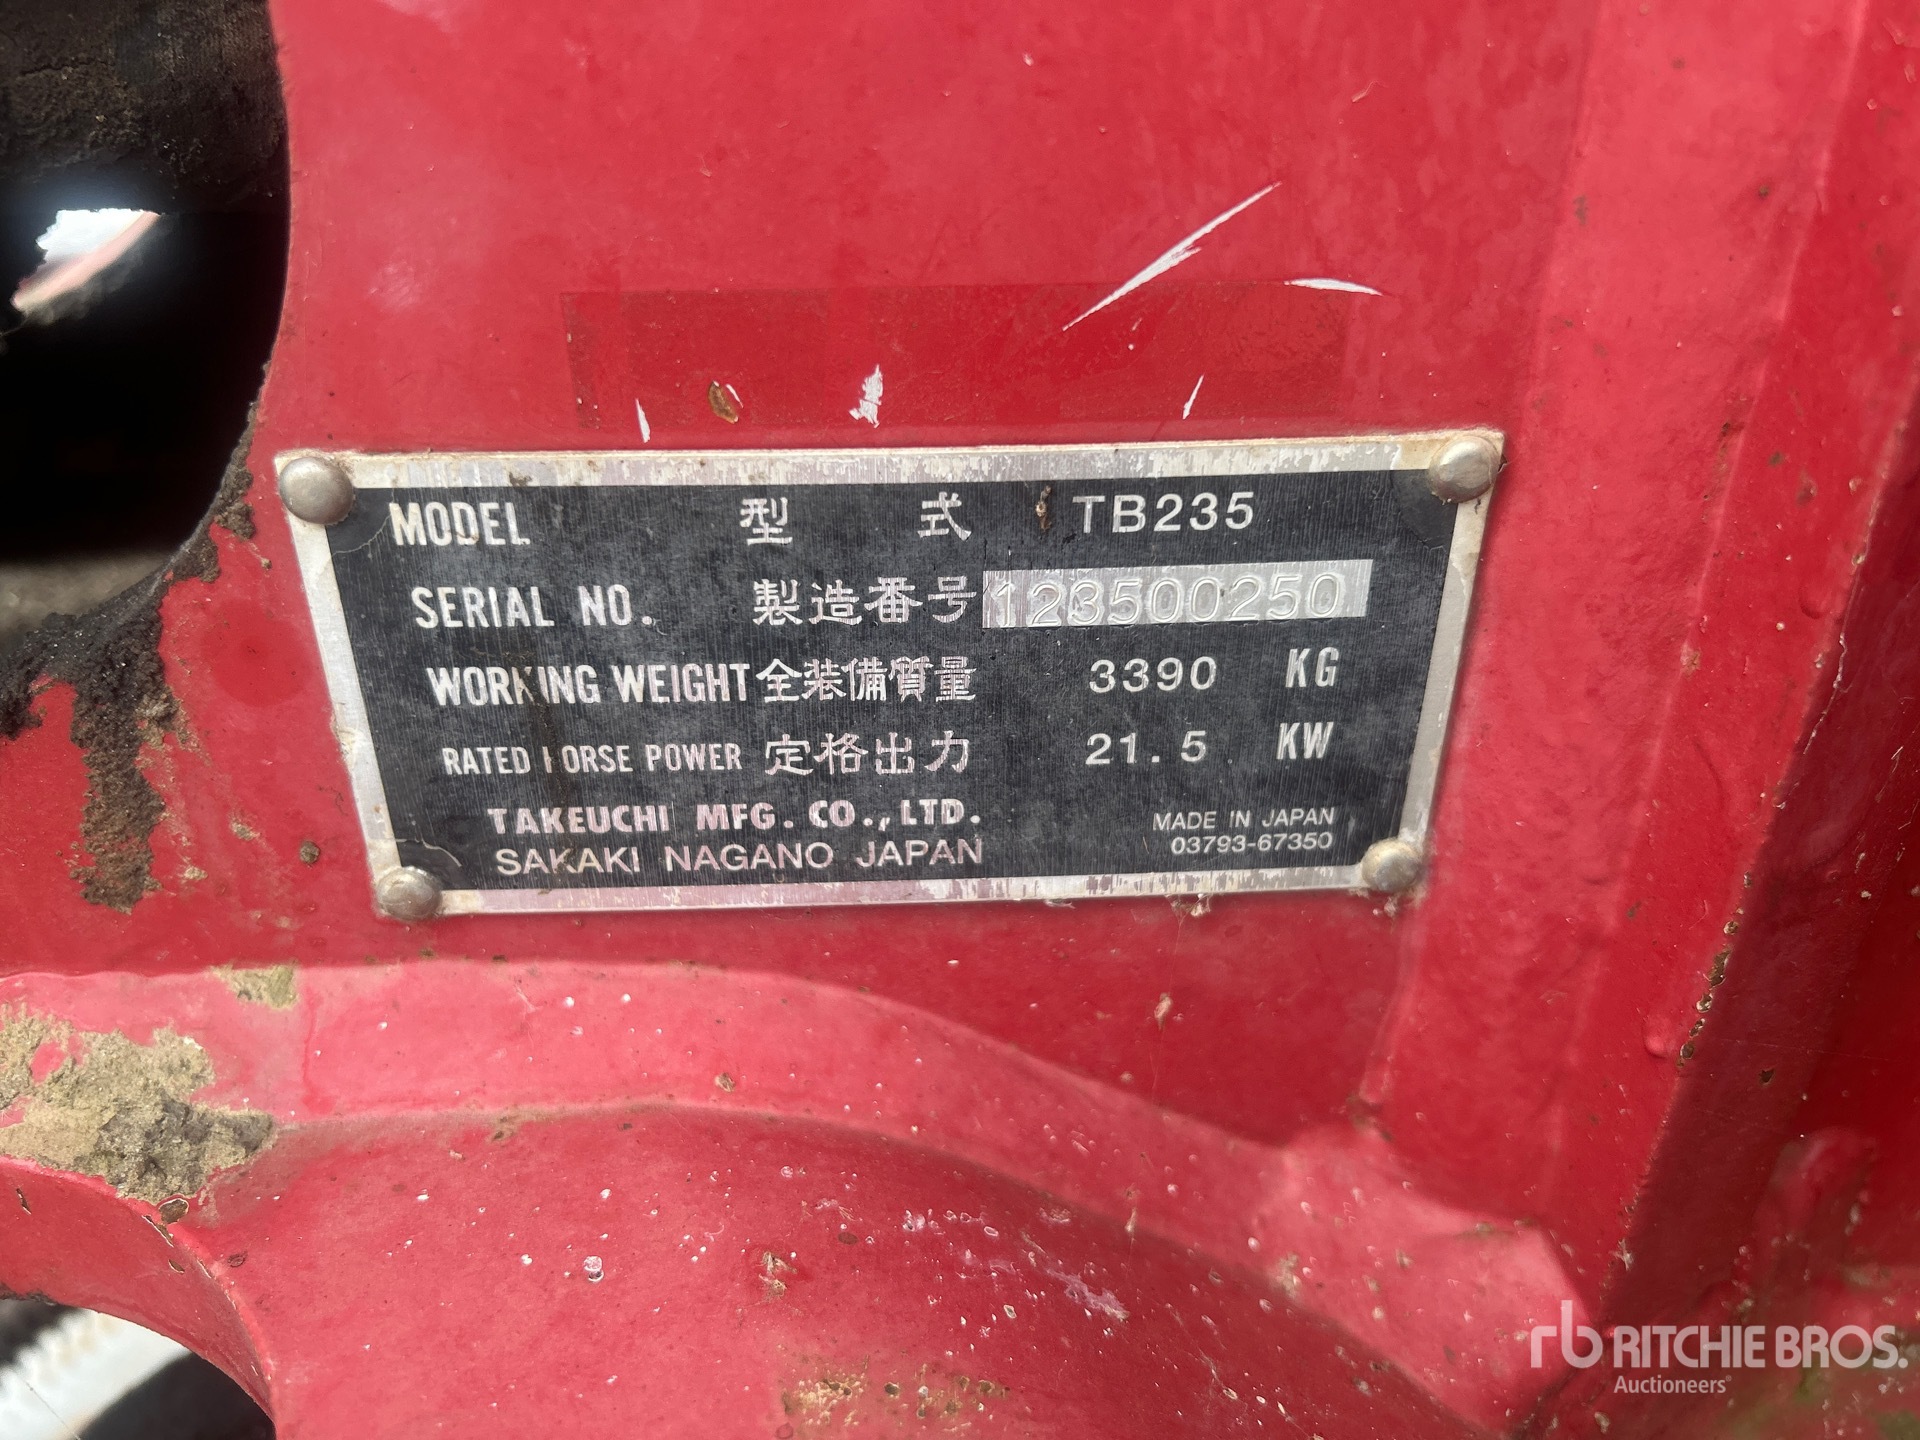 MODEL 型 式 TB235
SERIAL NO. 製造番号 123500250
WORKING WEIGHT 全装備質量 3390 KG
RATED HORSE POWER 定格出力 21.5 KW
TAKEUCHI MFG. CO., LTD.
SAKAKI NAGANO JAPAN
MADE IN JAPAN
03793-67350
rb RITCHIE BROS.
Auctioneers